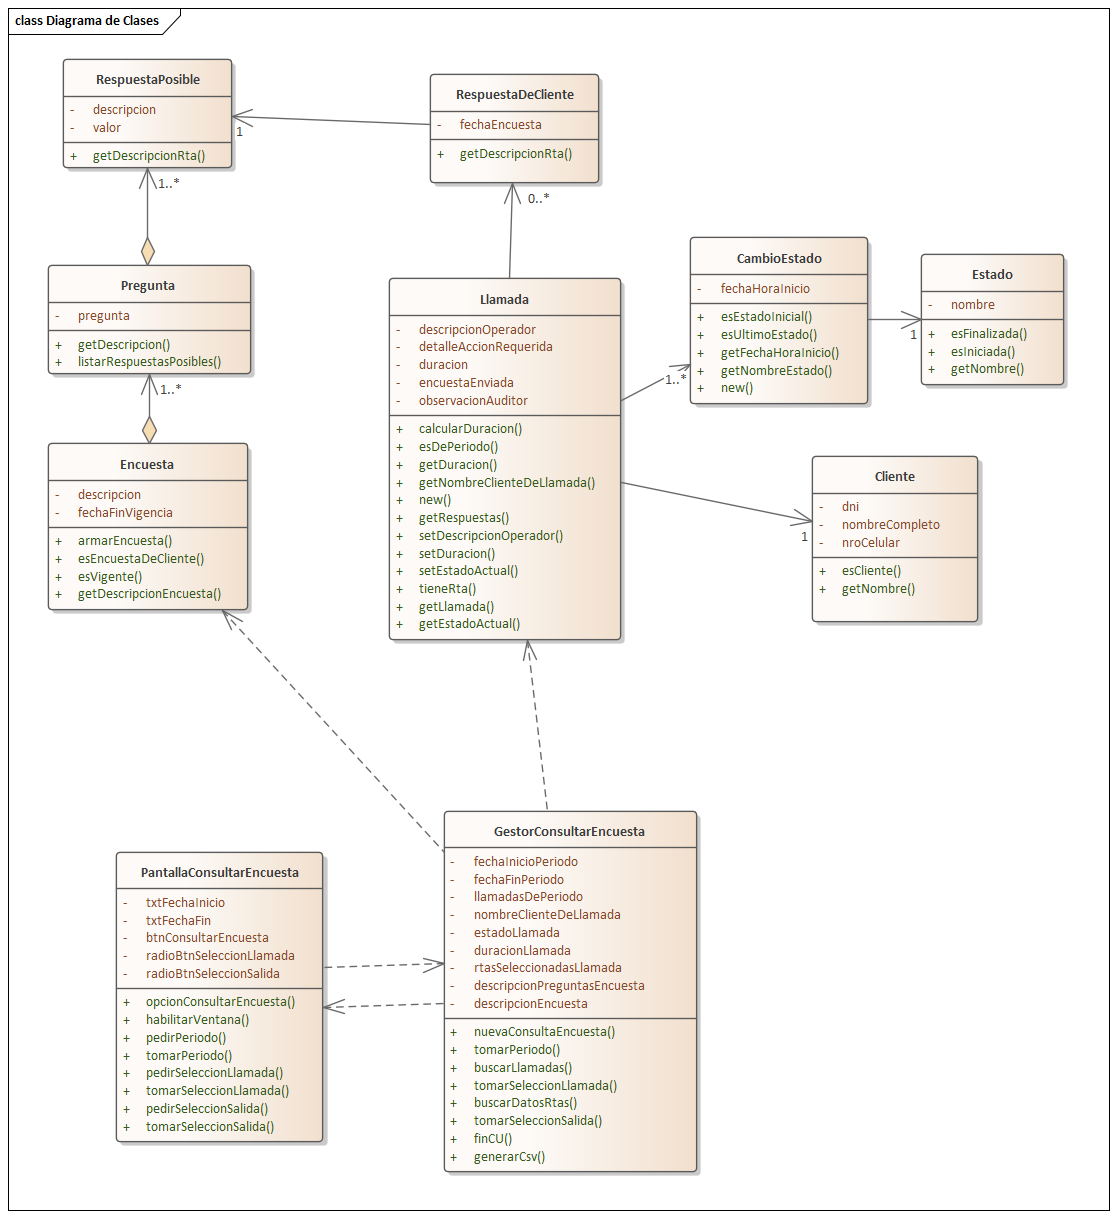 class Diagrama de Clases
RespuestaPosible
- descripcion
- valor
+ getDescripcionRta()
RespuestaDeCliente
- fechaEncuesta
+ getDescripcionRta()
1
1..*
0..*
Pregunta
- pregunta
+ getDescripcion()
+ listarRespuestasPosibles()
1..*
Llamada
- descripcionOperador
- detalleAccionRequerida
- duracion
- encuestaEnviada
- observacionAuditor
+ calcularDuracion()
+ esDePeriodo()
+ getDuracion()
+ getNombreClienteDeLlamada()
+ new()
+ getRespuestas()
+ setDescripcionOperador()
+ setDuracion()
+ setEstadoActual()
+ tieneRta()
+ getLlamada()
+ getEstadoActual()
CambioEstado
- fechaHoraInicio
+ esEstadoInicial()
+ esUltimoEstado()
+ getFechaHoraInicio()
+ getNombreEstado()
+ new()
1..*
Estado
- nombre
+ esFinalizada()
+ esIniciada()
+ getNombre()
1
Encuesta
- descripcion
- fechaFinVigencia
+ armarEncuesta()
+ esEncuestaDeCliente()
+ esVigente()
+ getDescripcionEncuesta()
Cliente
- dni
- nombreCompleto
- nroCelular
+ esCliente()
+ getNombre()
1
PantallaConsultarEncuesta
- txtFechaInicio
- txtFechaFin
- btnConsultarEncuesta
- radioBtnSeleccionLlamada
- radioBtnSeleccionSalida
+ opcionConsultarEncuesta()
+ habilitarVentana()
+ pedirPeriodo()
+ tomarPeriodo()
+ pedirSeleccionLlamada()
+ tomarSeleccionLlamada()
+ pedirSeleccionSalida()
+ tomarSeleccionSalida()
GestorConsultarEncuesta
- fechaInicioPeriodo
- fechaFinPeriodo
- llamadasDePeriodo
- nombreClienteDeLlamada
- estadoLlamada
- duracionLlamada
- rtasSeleccionadasLlamada
- descripcionPreguntasEncuesta
- descripcionEncuesta
+ nuevaConsultaEncuesta()
+ tomarPeriodo()
+ buscarLlamadas()
+ tomarSeleccionLlamada()
+ buscarDatosRtas()
+ tomarSeleccionSalida()
+ finCU()
+ generarCsv()